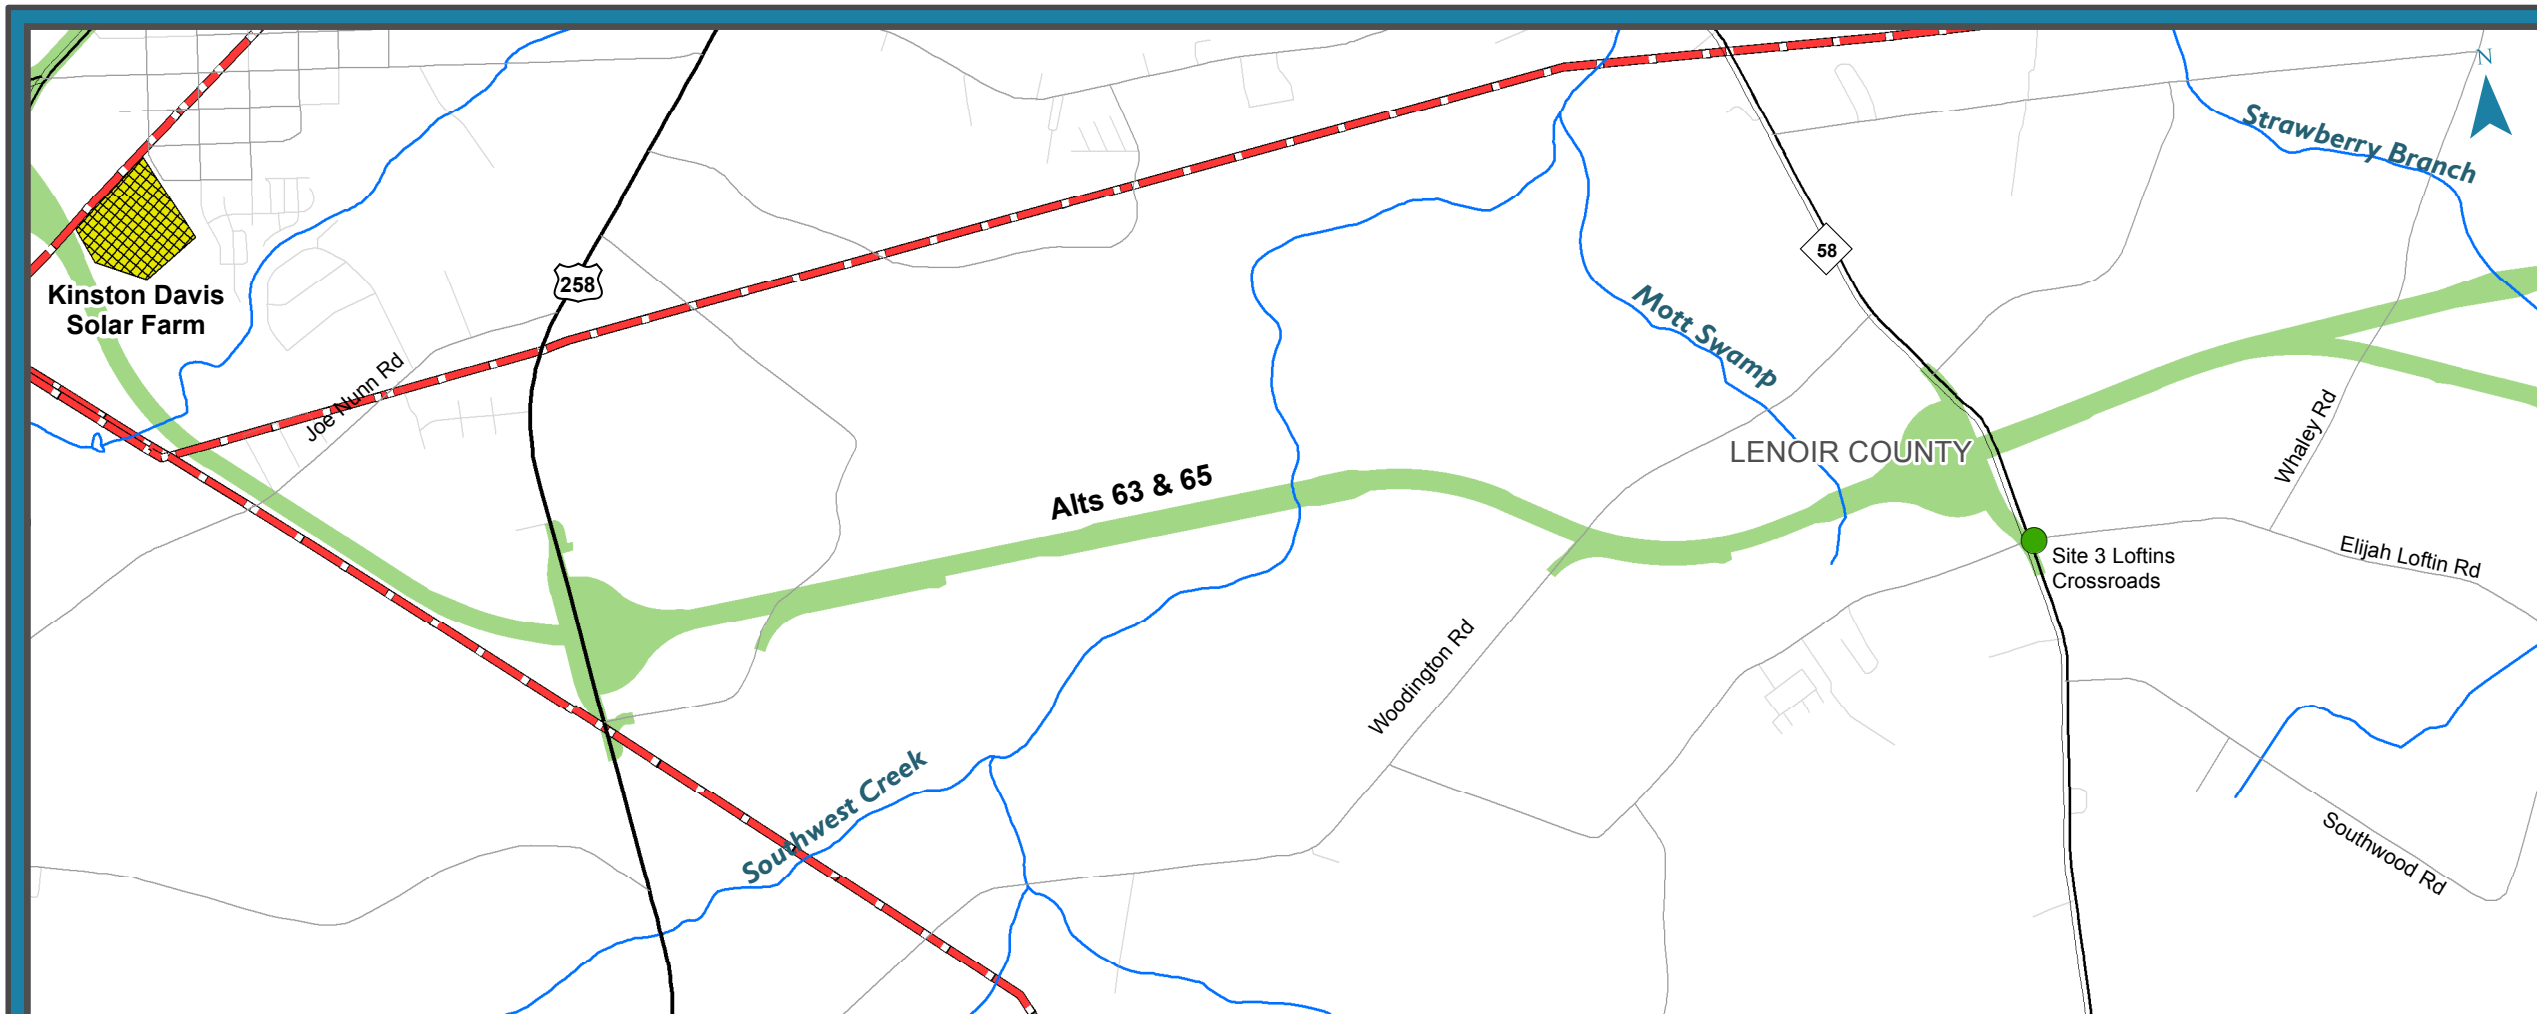 N
Strawberry Branch
58
258
Kinston Davis
Solar Farm
Mott Swamp
Joe Nunn Rd
LENOIR COUNTY
Whaley Rd
Alts 63 & 65
Site 3 Loftins
Crossroads
Elijah Loftin Rd
Woodington Rd
Southwest Creek
Southwood Rd